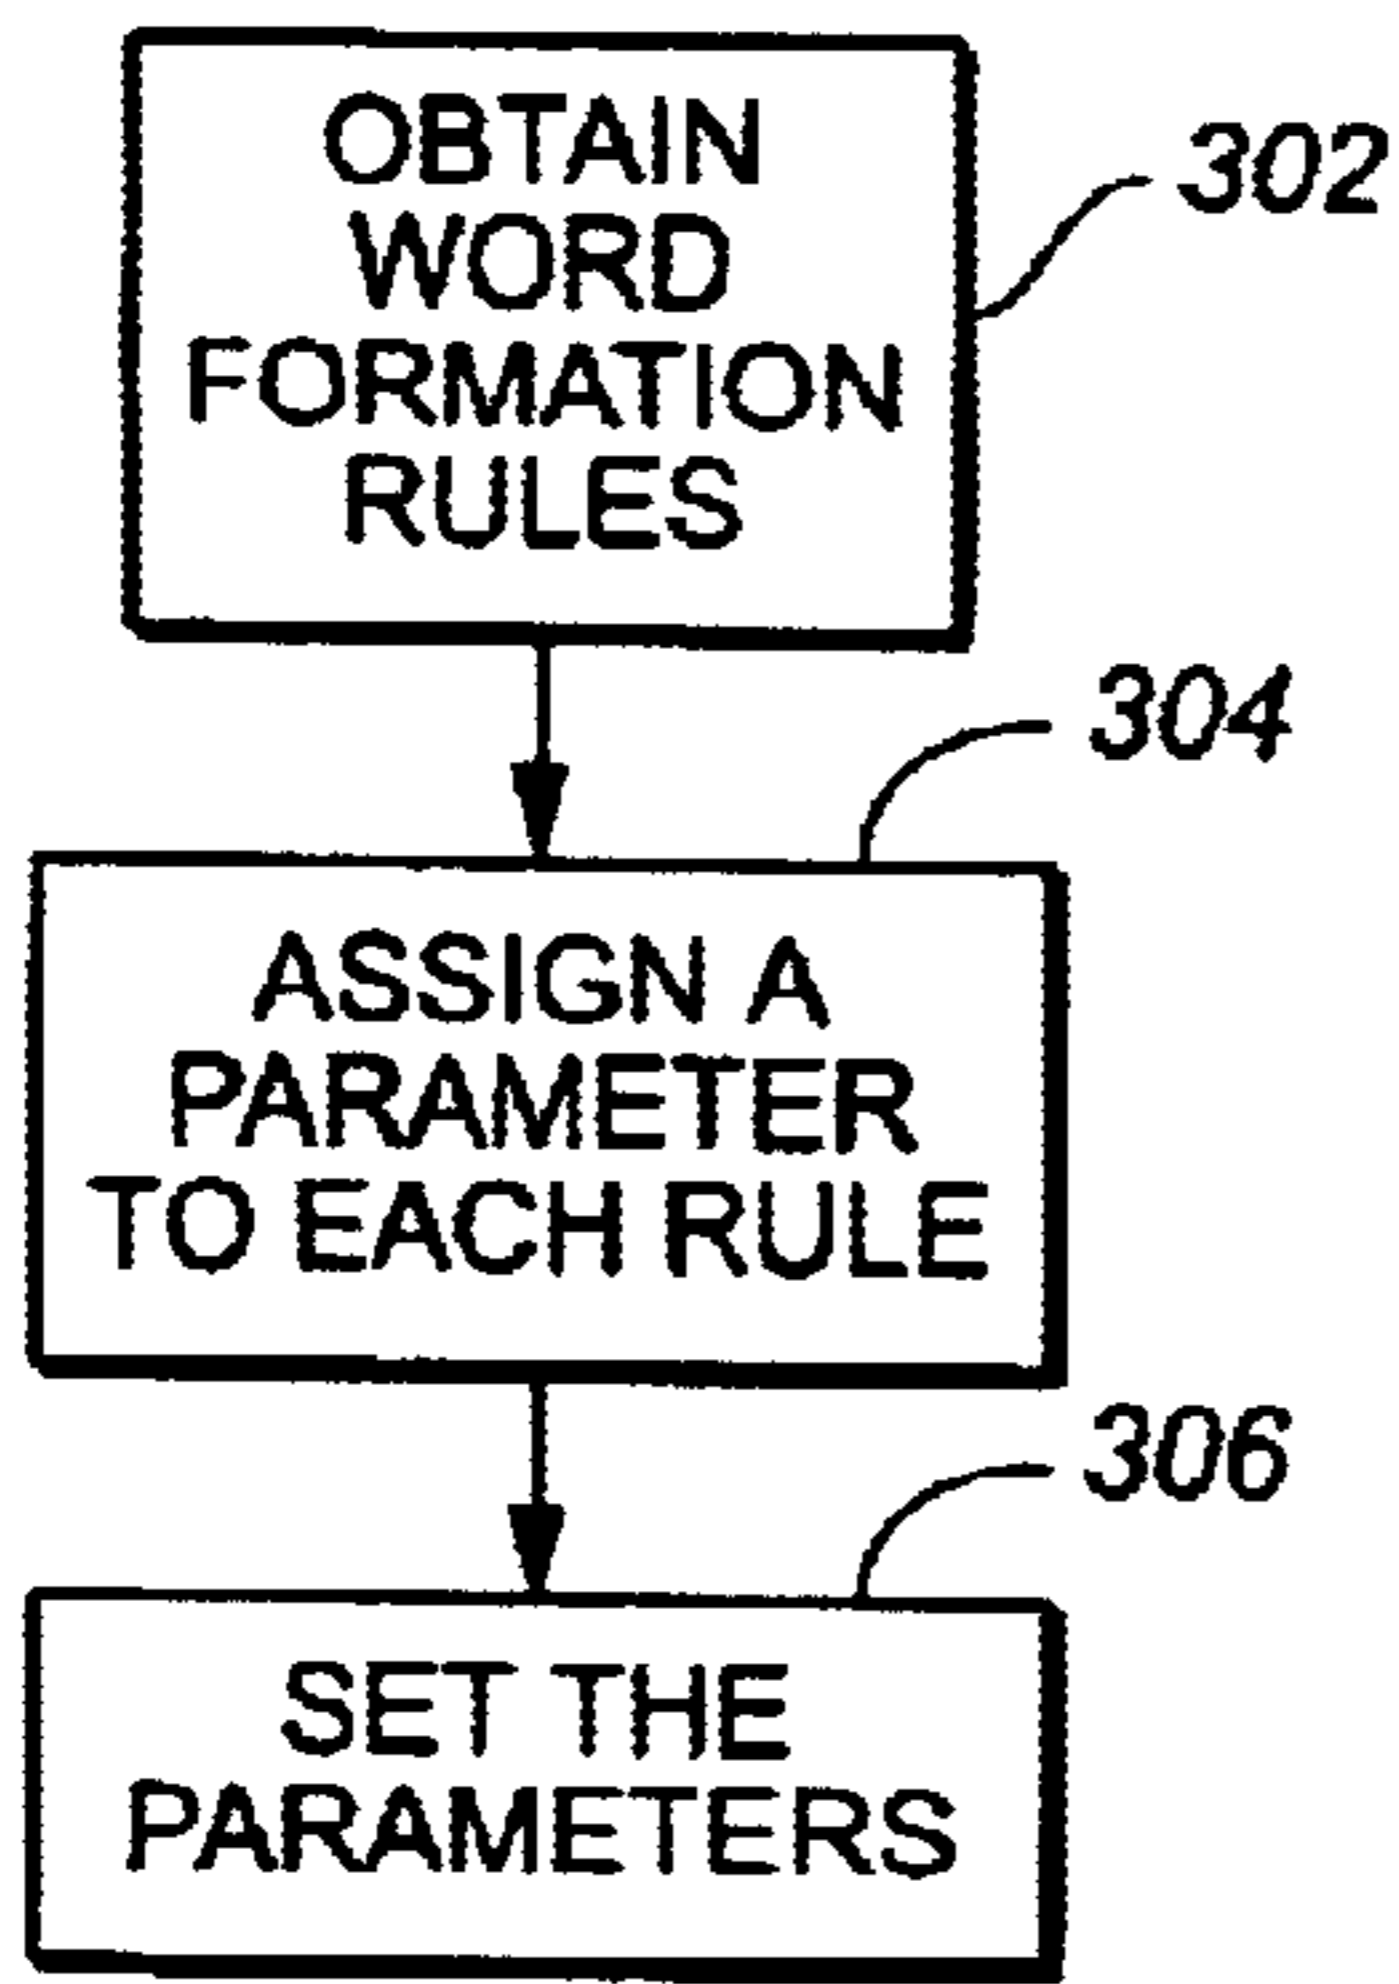 OBTAIN
WORD
FORMATION
RULES
302
304
ASSIGN A
PARAMETER
TO EACH RULE
306
SET THE
PARAMETERS